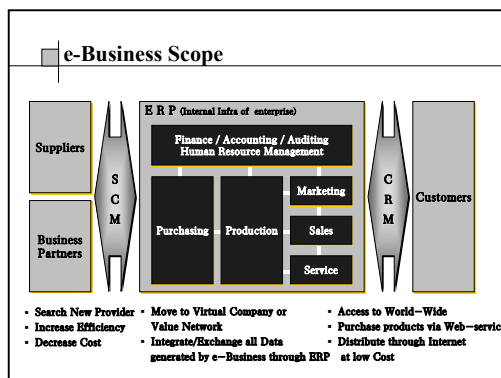 e-Business Scope
Suppliers
Business
Partners
S
C
M
E R P (Internal Infra of enterprise)
Finance / Accounting / Auditing
Human Resource Management
Purchasing
Production
Marketing
Sales
Service
C
R
M
Customers
• Search New Provider
• Increase Efficiency
• Decrease Cost
• Move to Virtual Company or
Value Network
• Integrate/Exchange all Data
generated by e-Business through ERP
• Access to World-Wide
• Purchase products via Web-servic
• Distribute through Internet
at low Cost